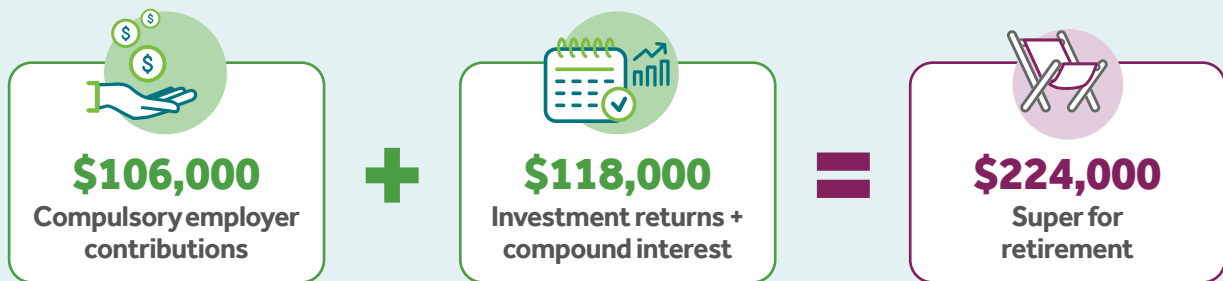 $
$
$
$106,000
Compulsory employer
contributions
+
$118,000
Investment returns +
compound interest
=
$224,000
Super for
retirement